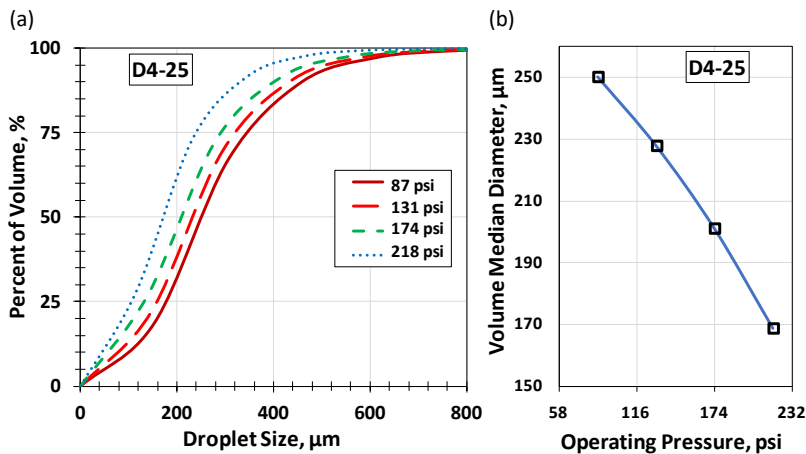 (a)
D4-25
100
75
50
25
0
Percent of Volume, %
87 psi
131 psi
174 psi
218 psi
0 200 400 600 800
Droplet Size, µm
(b)
D4-25
250
230
210
190
170
150
Volume Median Diameter, µm
58 116 174 232
Operating Pressure, psi